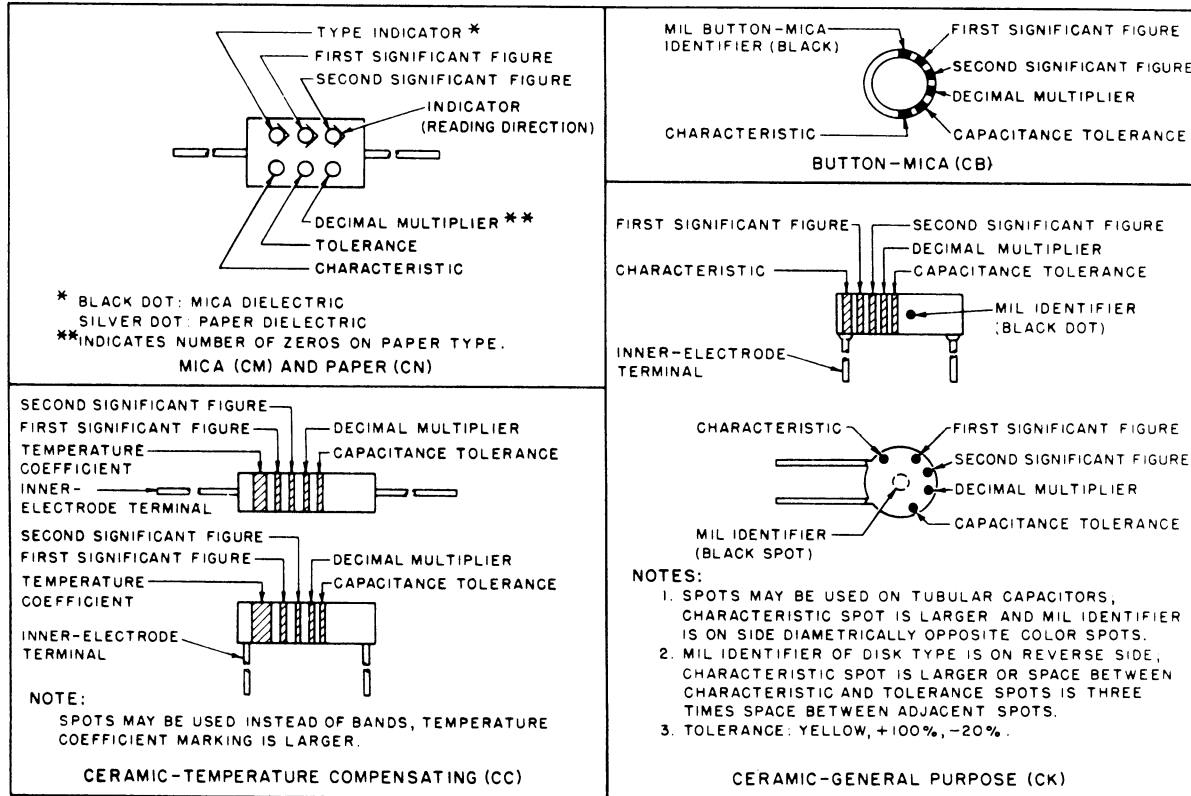 TYPE INDICATOR *
FIRST SIGNIFICANT FIGURE
SECOND SIGNIFICANT FIGURE
INDICATOR
(READING DIRECTION)
DECIMAL MULTIPLIER **
TOLERANCE
CHARACTERISTIC
* BLACK DOT: MICA DIELECTRIC
SILVER DOT: PAPER DIELECTRIC
**INDICATES NUMBER OF ZEROS ON PAPER TYPE.
MICA (CM) AND PAPER (CN)
MIL BUTTON-MICA
IDENTIFIER (BLACK)
FIRST SIGNIFICANT FIGURE
SECOND SIGNIFICANT FIGURE
DECIMAL MULTIPLIER
CHARACTERISTIC
CAPACITANCE TOLERANCE
BUTTON-MICA (CB)
SECOND SIGNIFICANT FIGURE
FIRST SIGNIFICANT FIGURE
DECIMAL MULTIPLIER
TEMPERATURE
COEFFICIENT
CAPACITANCE TOLERANCE
INNER-
ELECTRODE TERMINAL
SECOND SIGNIFICANT FIGURE
FIRST SIGNIFICANT FIGURE
DECIMAL MULTIPLIER
TEMPERATURE
COEFFICIENT
CAPACITANCE TOLERANCE
INNER-ELECTRODE
TERMINAL
NOTE:
SPOTS MAY BE USED INSTEAD OF BANDS, TEMPERATURE
COEFFICIENT MARKING IS LARGER.
CERAMIC-TEMPERATURE COMPENSATING (CC)
FIRST SIGNIFICANT FIGURE
SECOND SIGNIFICANT FIGURE
DECIMAL MULTIPLIER
CHARACTERISTIC
CAPACITANCE TOLERANCE
MIL IDENTIFIER
(BLACK DOT)
INNER-ELECTRODE
TERMINAL
CHARACTERISTIC
FIRST SIGNIFICANT FIGURE
SECOND SIGNIFICANT FIGURE
DECIMAL MULTIPLIER
CAPACITANCE TOLERANCE
MIL IDENTIFIER
(BLACK SPOT)
NOTES:
1. SPOTS MAY BE USED ON TUBULAR CAPACITORS,
CHARACTERISTIC SPOT IS LARGER AND MIL IDENTIFIER
IS ON SIDE DIAMETRICALLY OPPOSITE COLOR SPOTS.
2. MIL IDENTIFIER OF DISK TYPE IS ON REVERSE SIDE,
CHARACTERISTIC SPOT IS LARGER OR SPACE BETWEEN
CHARACTERISTIC AND TOLERANCE SPOTS IS THREE
TIMES SPACE BETWEEN ADJACENT SPOTS.
3. TOLERANCE: YELLOW, +100%, -20%.
CERAMIC-GENERAL PURPOSE (CK)